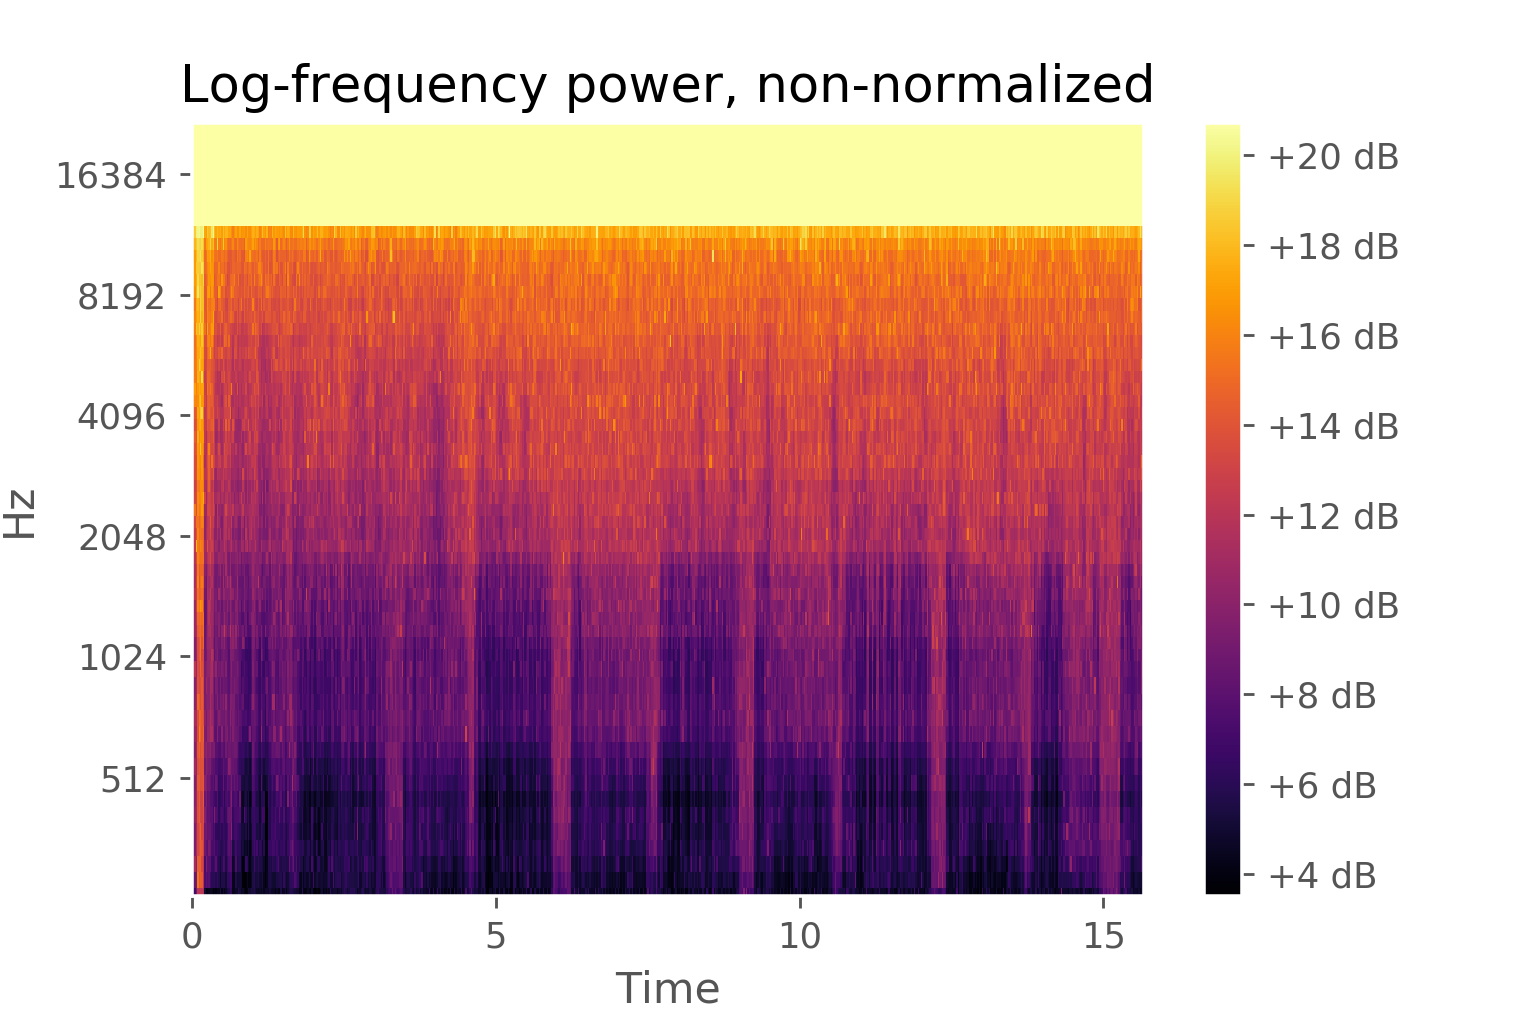 Log-frequency power, non-normalized
16384
8192
4096
2048
1024
512
Hz
0 5 10 15
Time
+20 dB
+18 dB
+16 dB
+14 dB
+12 dB
+10 dB
+8 dB
+6 dB
+4 dB